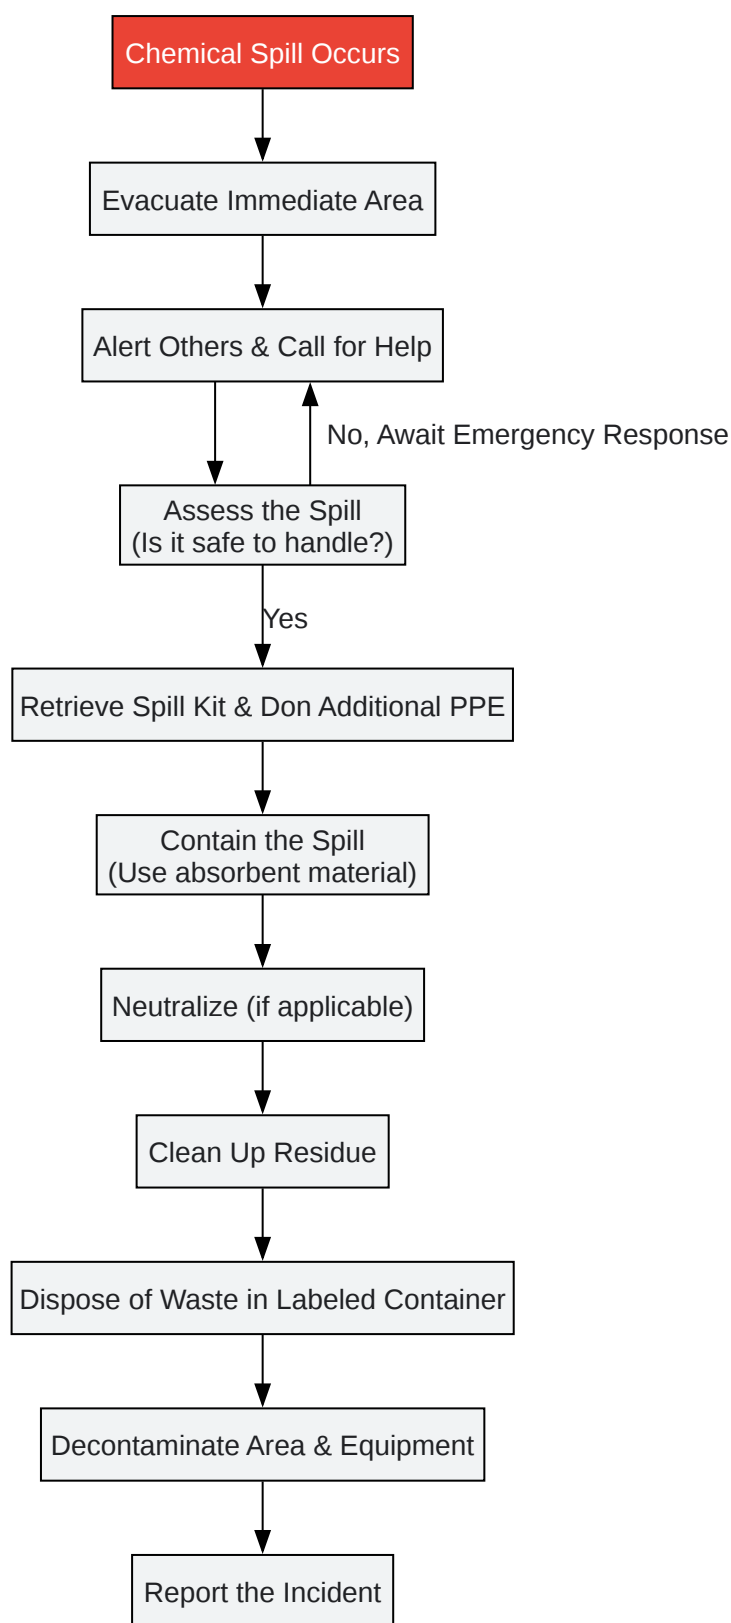 Chemical Spill Occurs
Evacuate Immediate Area
Alert Others & Call for Help
No, Await Emergency Response
Assess the Spill
(Is it safe to handle?)
Yes
Retrieve Spill Kit & Don Additional PPE
Contain the Spill
(Use absorbent material)
Neutralize (if applicable)
Clean Up Residue
Dispose of Waste in Labeled Container
Decontaminate Area & Equipment
Report the Incident